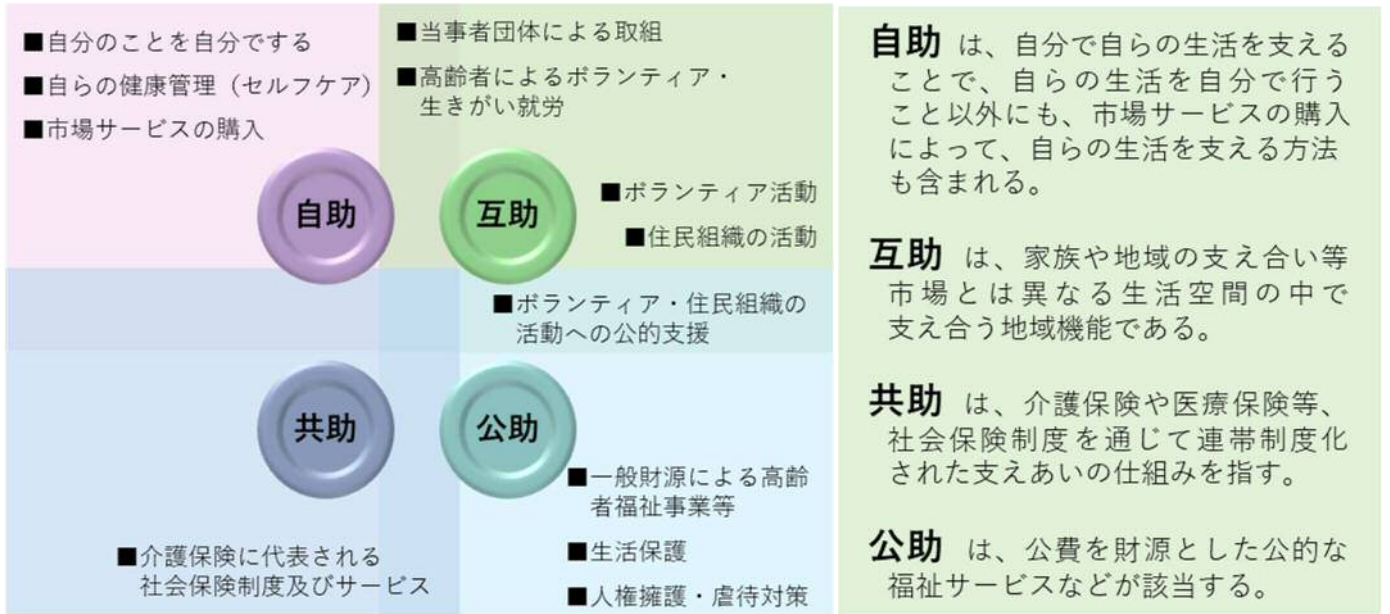 ■自分のことを自分でする
■自らの健康管理（セルフケア）
■市場サービスの購入
■当事者団体による取組
■高齢者によるボランティア・
生きがい就労
自助
互助
■ボランティア活動
■住民組織の活動
■ボランティア・住民組織の
活動への公的支援
共助
公助
■介護保険に代表される
社会保険制度及びサービス
■一般財源による高齢
者福祉事業等
■生活保護
■人権擁護・虐待対策
自助 は、自分で自らの生活を支える
ことで、自らの生活を自分で行う
こと以外にも、市場サービスの購入
によって、自らの生活を支える方法
も含まれる。
互助 は、家族や地域の支え合い等
市場とは異なる生活空間の中で
支え合う地域機能である。
共助 は、介護保険や医療保険等、
社会保険制度を通じて連帯制度化
された支えあいの仕組みを指す。
公助 は、公費を財源とした公的な
福祉サービスなどが該当する。